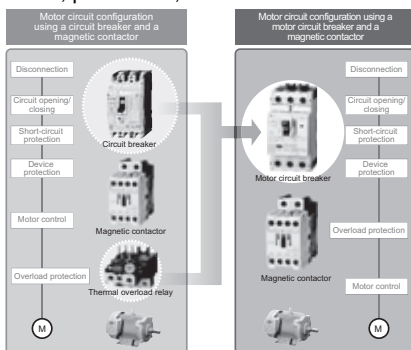 Motor circuit configuration
using a circuit breaker and a
magnetic contactor
Disconnection
Circuit opening/
closing
Short-circuit
protection
Device
protection
Motor control
Overload protection
M
Circuit breaker
Magnetic contactor
Thermal overload relay
Motor circuit configuration using a
motor circuit breaker and a
magnetic contactor
Motor circuit breaker
Magnetic contactor
Disconnection
Circuit opening/
closing
Short-circuit
protection
Device
protection
Overload protection
Motor control
M